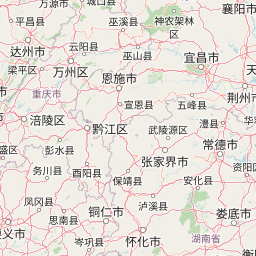 万源市
城口县
襄阳市
平昌县
巫溪县
神农架林区
达州市
云阳县
巫山县
宜昌市
梁平区
万州区
恩施市
重庆市
荆州市
宣恩县
五峰县
涪陵区
黔江区
武陵源区
澧县
彭水县
张家界市
常德市
务川县
酉阳县
保靖县
安化县
凤冈县
思南县
铜仁市
泸溪县
娄底市
遵义市
岑巩县
怀化市
湖南省